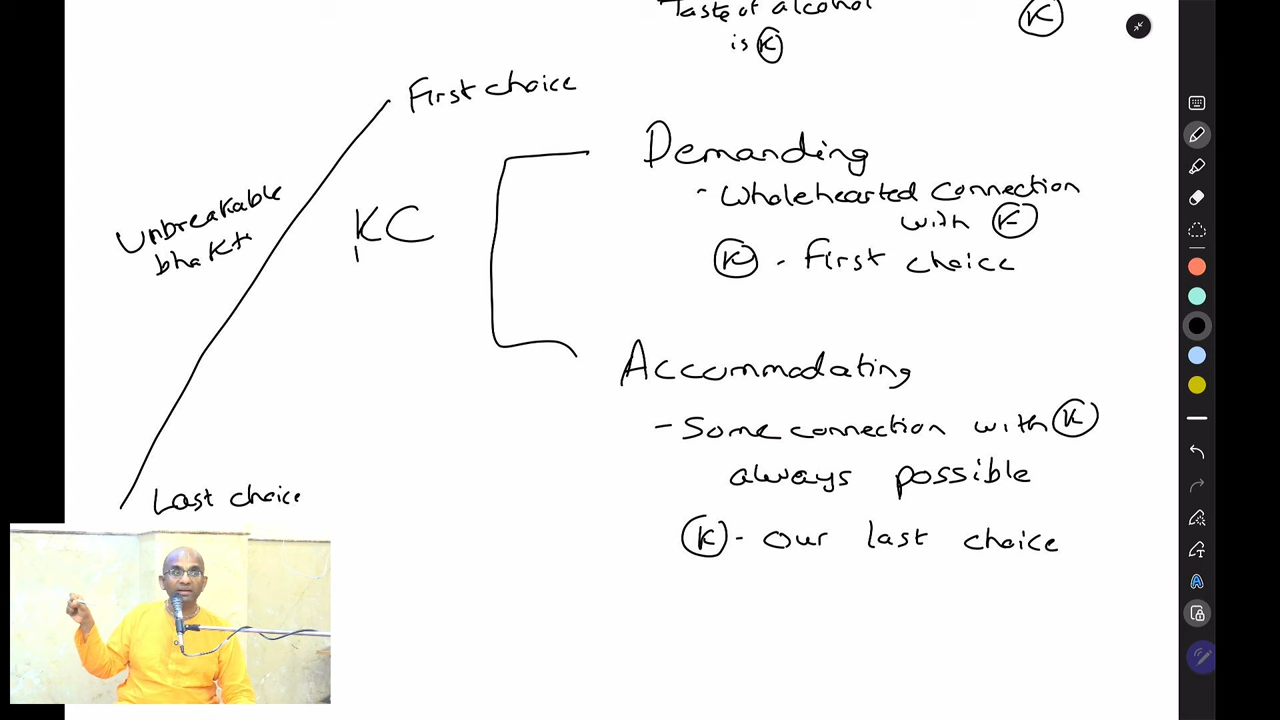 Taste of alcohol
is K
K
First choice
Unbreakable
bhakti
KC
Demanding
- Wholehearted connection
with K
K - First choice
Accommodating
- Some connection with K
always possible
K - Our last choice
Last choice